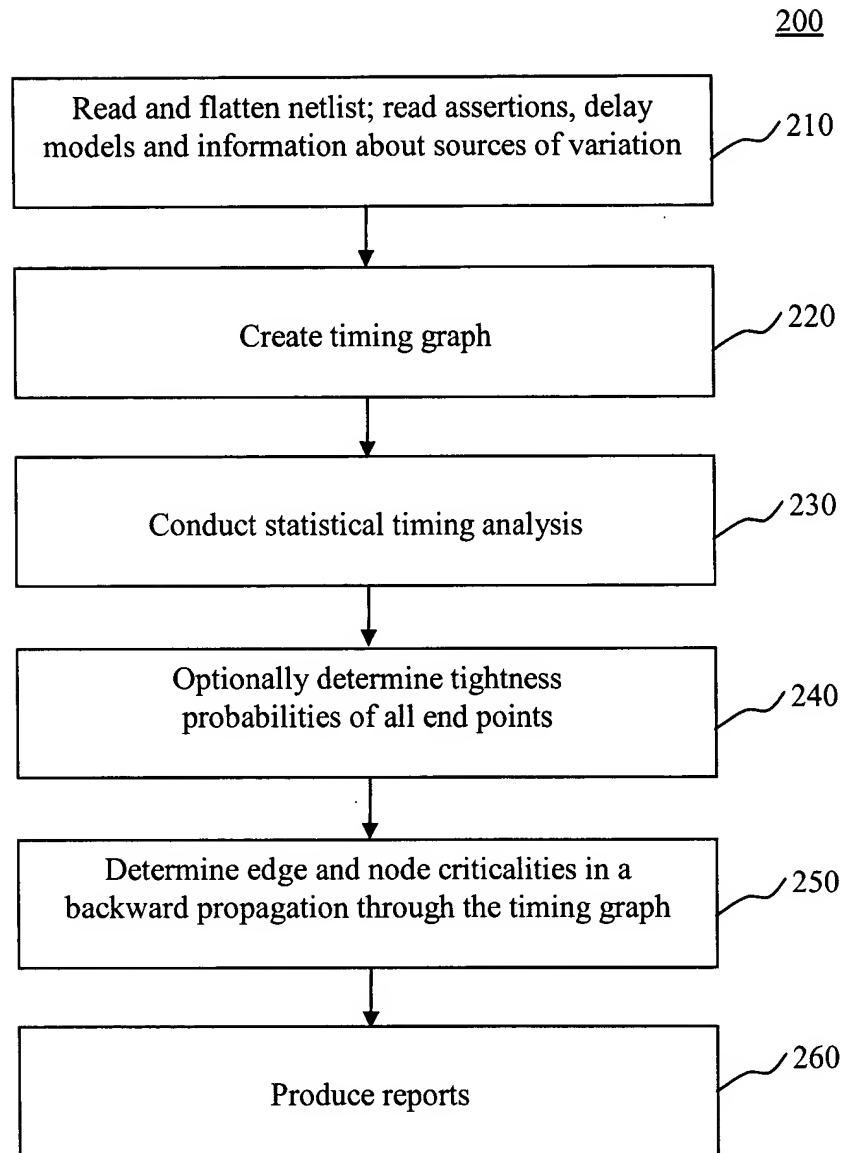 200
Read and flatten netlist; read assertions, delay
models and information about sources of variation
210
Create timing graph
220
Conduct statistical timing analysis
230
Optionally determine tightness
probabilities of all end points
240
Determine edge and node criticalities in a
backward propagation through the timing graph
250
Produce reports
260